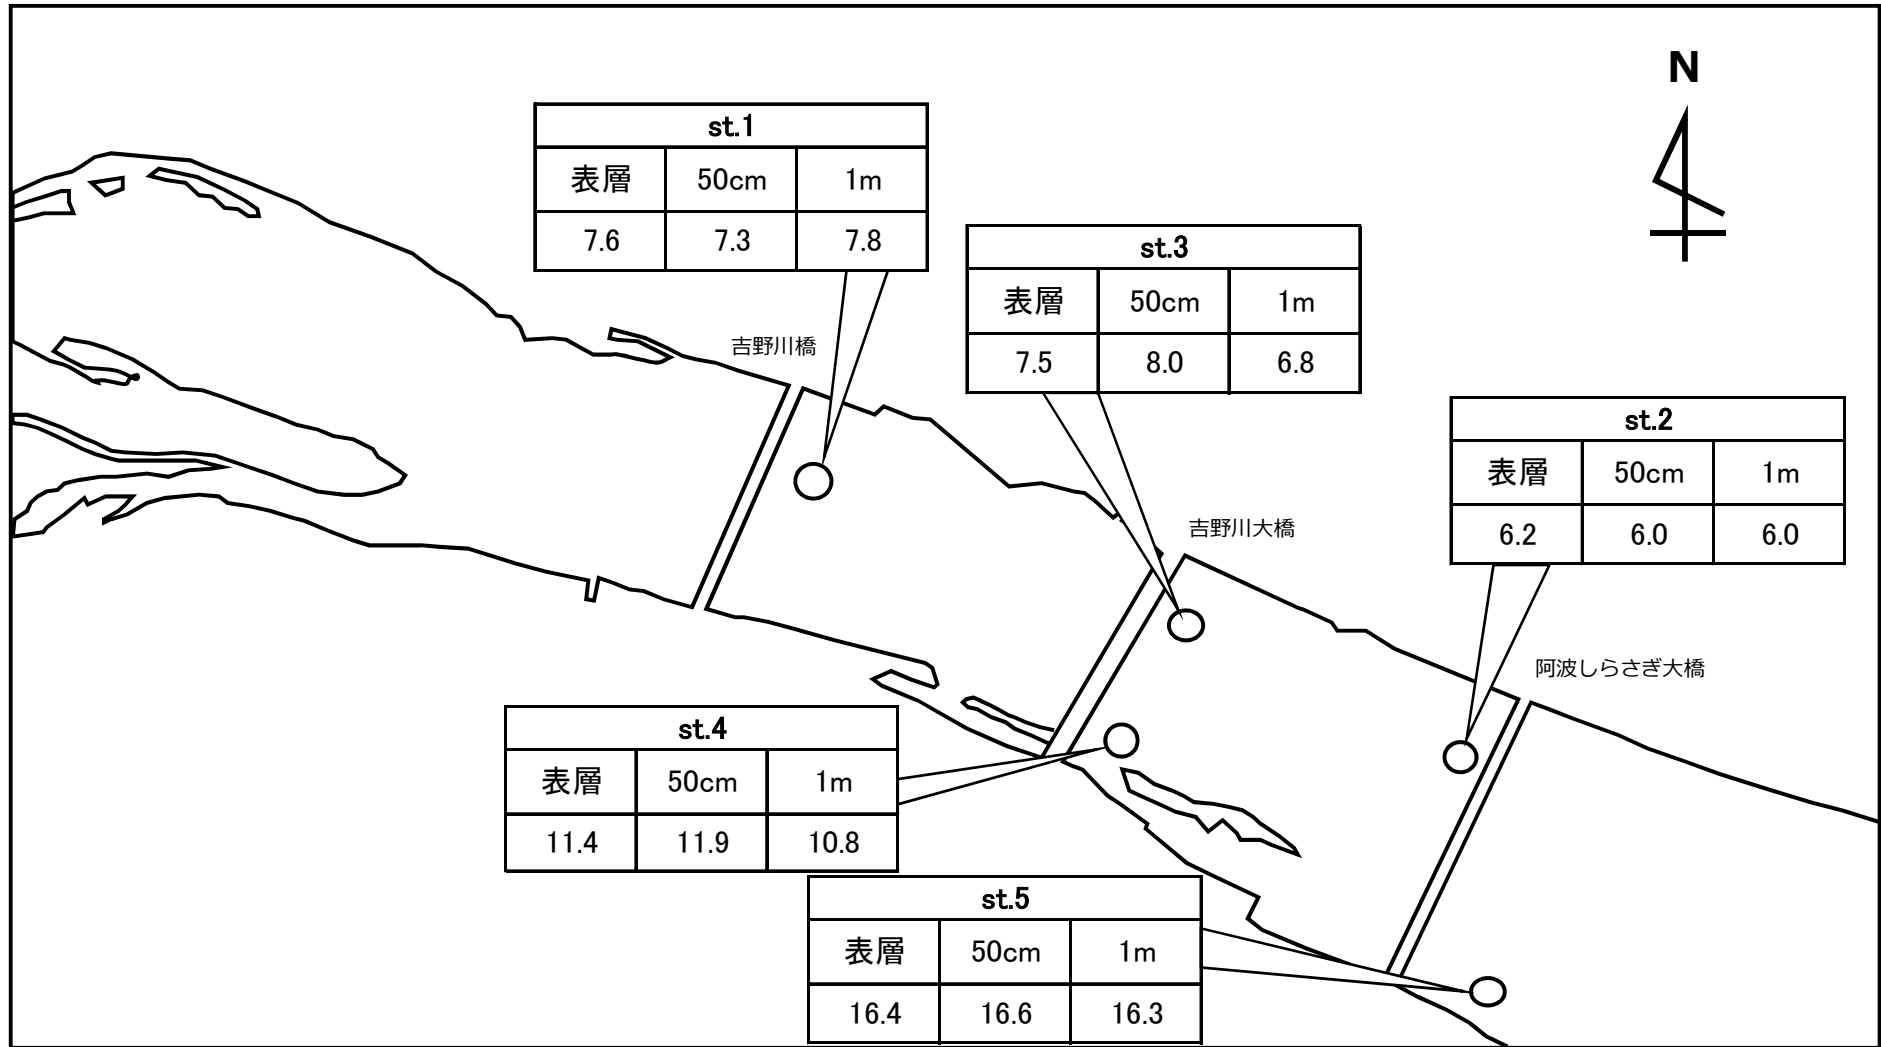 N
st.1
表層 50cm 1m
7.6 7.3 7.8
st.3
表層 50cm 1m
7.5 8.0 6.8
吉野川橋
st.2
表層 50cm 1m
6.2 6.0 6.0
吉野川大橋
阿波しらさぎ大橋
st.4
表層 50cm 1m
11.4 11.9 10.8
st.5
表層 50cm 1m
16.4 16.6 16.3